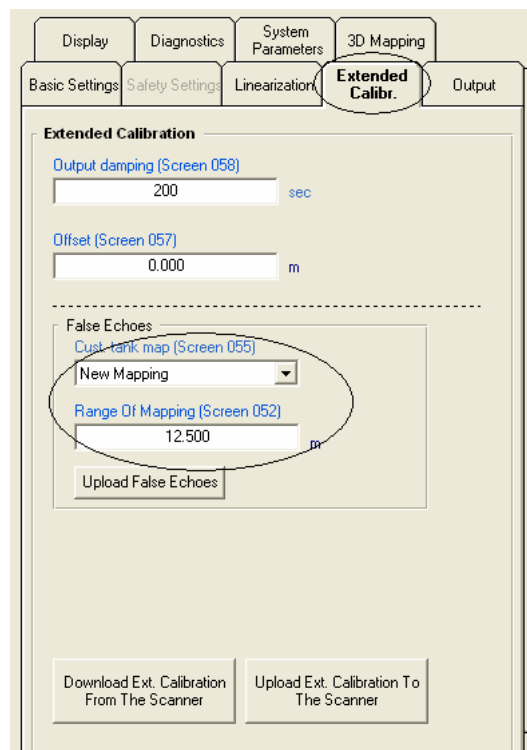 Display
Diagnostics
System
Parameters
3D Mapping
Basic Settings
Safety Settings
Linearization
Extended
Calibr.
Output
Extended Calibration
Output damping (Screen 058)
200
sec
Offset (Screen 057)
0.000
m
False Echoes
Cust. tank map (Screen 055)
New Mapping
Range Of Mapping (Screen 052)
12.500
m
Upload False Echoes
Download Ext. Calibration
From The Scanner
Upload Ext. Calibration To
The Scanner